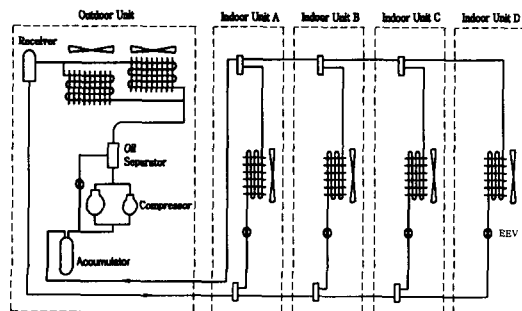 Outdoor Unit
Indoor Unit A
Indoor Unit B
Indoor Unit C
Indoor Unit D
Receiver
Oil
Separator
Compressor
Accumulator
EEV